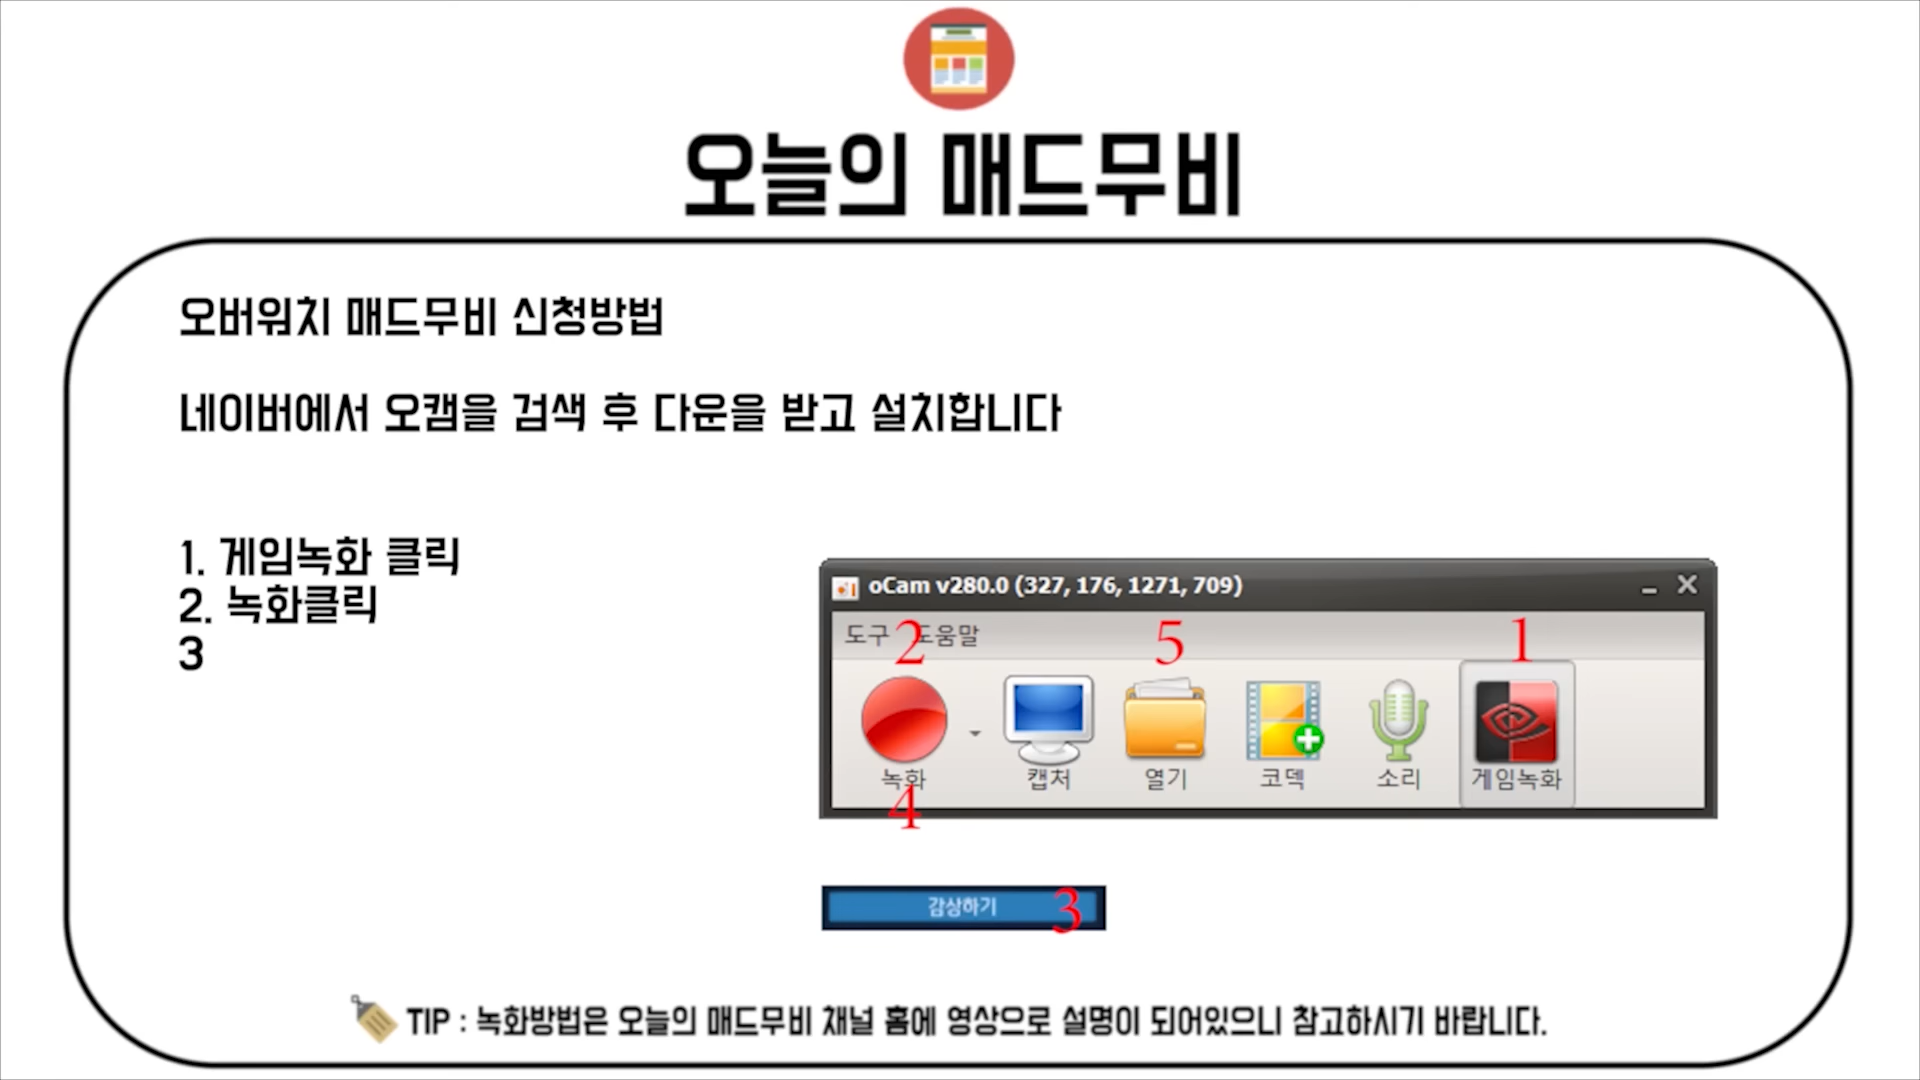 오늘의 매드무비
오버워치 매드무비 신청방법
네이버에서 오캠을 검색 후 다운을 받고 설치합니다
1. 게임녹화 클릭
2. 녹화클릭
3
oCam v280.0 (327, 176, 1271, 709)
도구 도움말
2 5 1
녹화 캡처 열기 코덱 소리 게임녹화
4
감상하기 3
TIP : 녹화방법은 오늘의 매드무비 채널 홈에 영상으로 설명이 되어있으니 참고하시기 바랍니다.